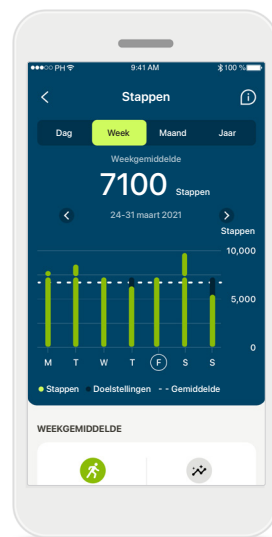 ●●●○○ PH 9:41 AM 100 %
Stappen
Dag Week Maand Jaar
Weekgemiddelde
7100 Stappen
24-31 maart 2021
Stappen
10,000
5,000
0
M T W T F S S
Stappen Doelstellingen - - Gemiddelde
WEEKGEMIDDELDE